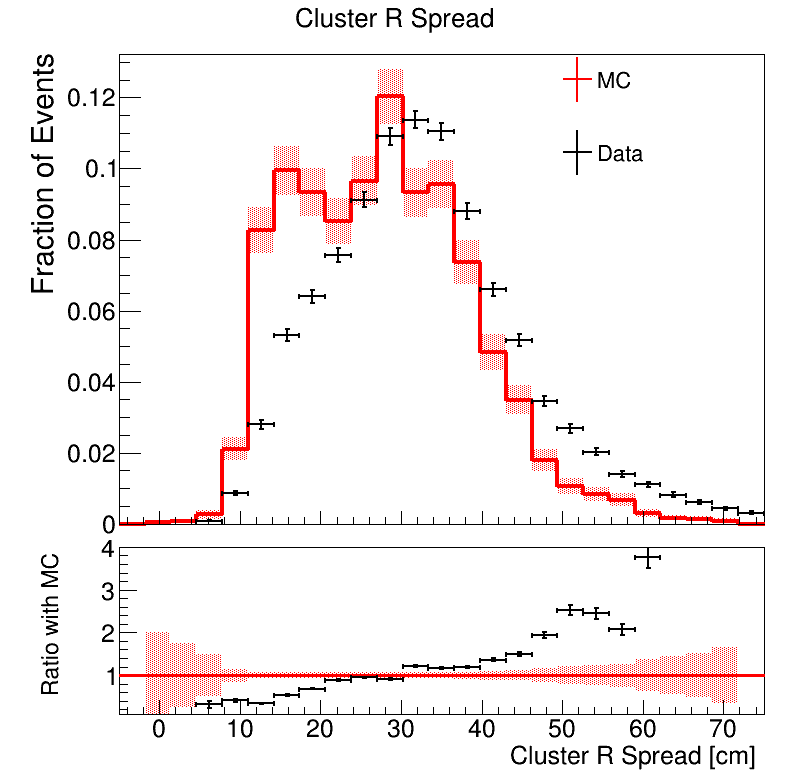 Cluster R Spread
Fraction of Events
0.12
0.1
0.08
0.06
0.04
0.02
0
MC
Data
Ratio with MC
4
3
2
1
0 10 20 30 40 50 60 70
Cluster R Spread [cm]